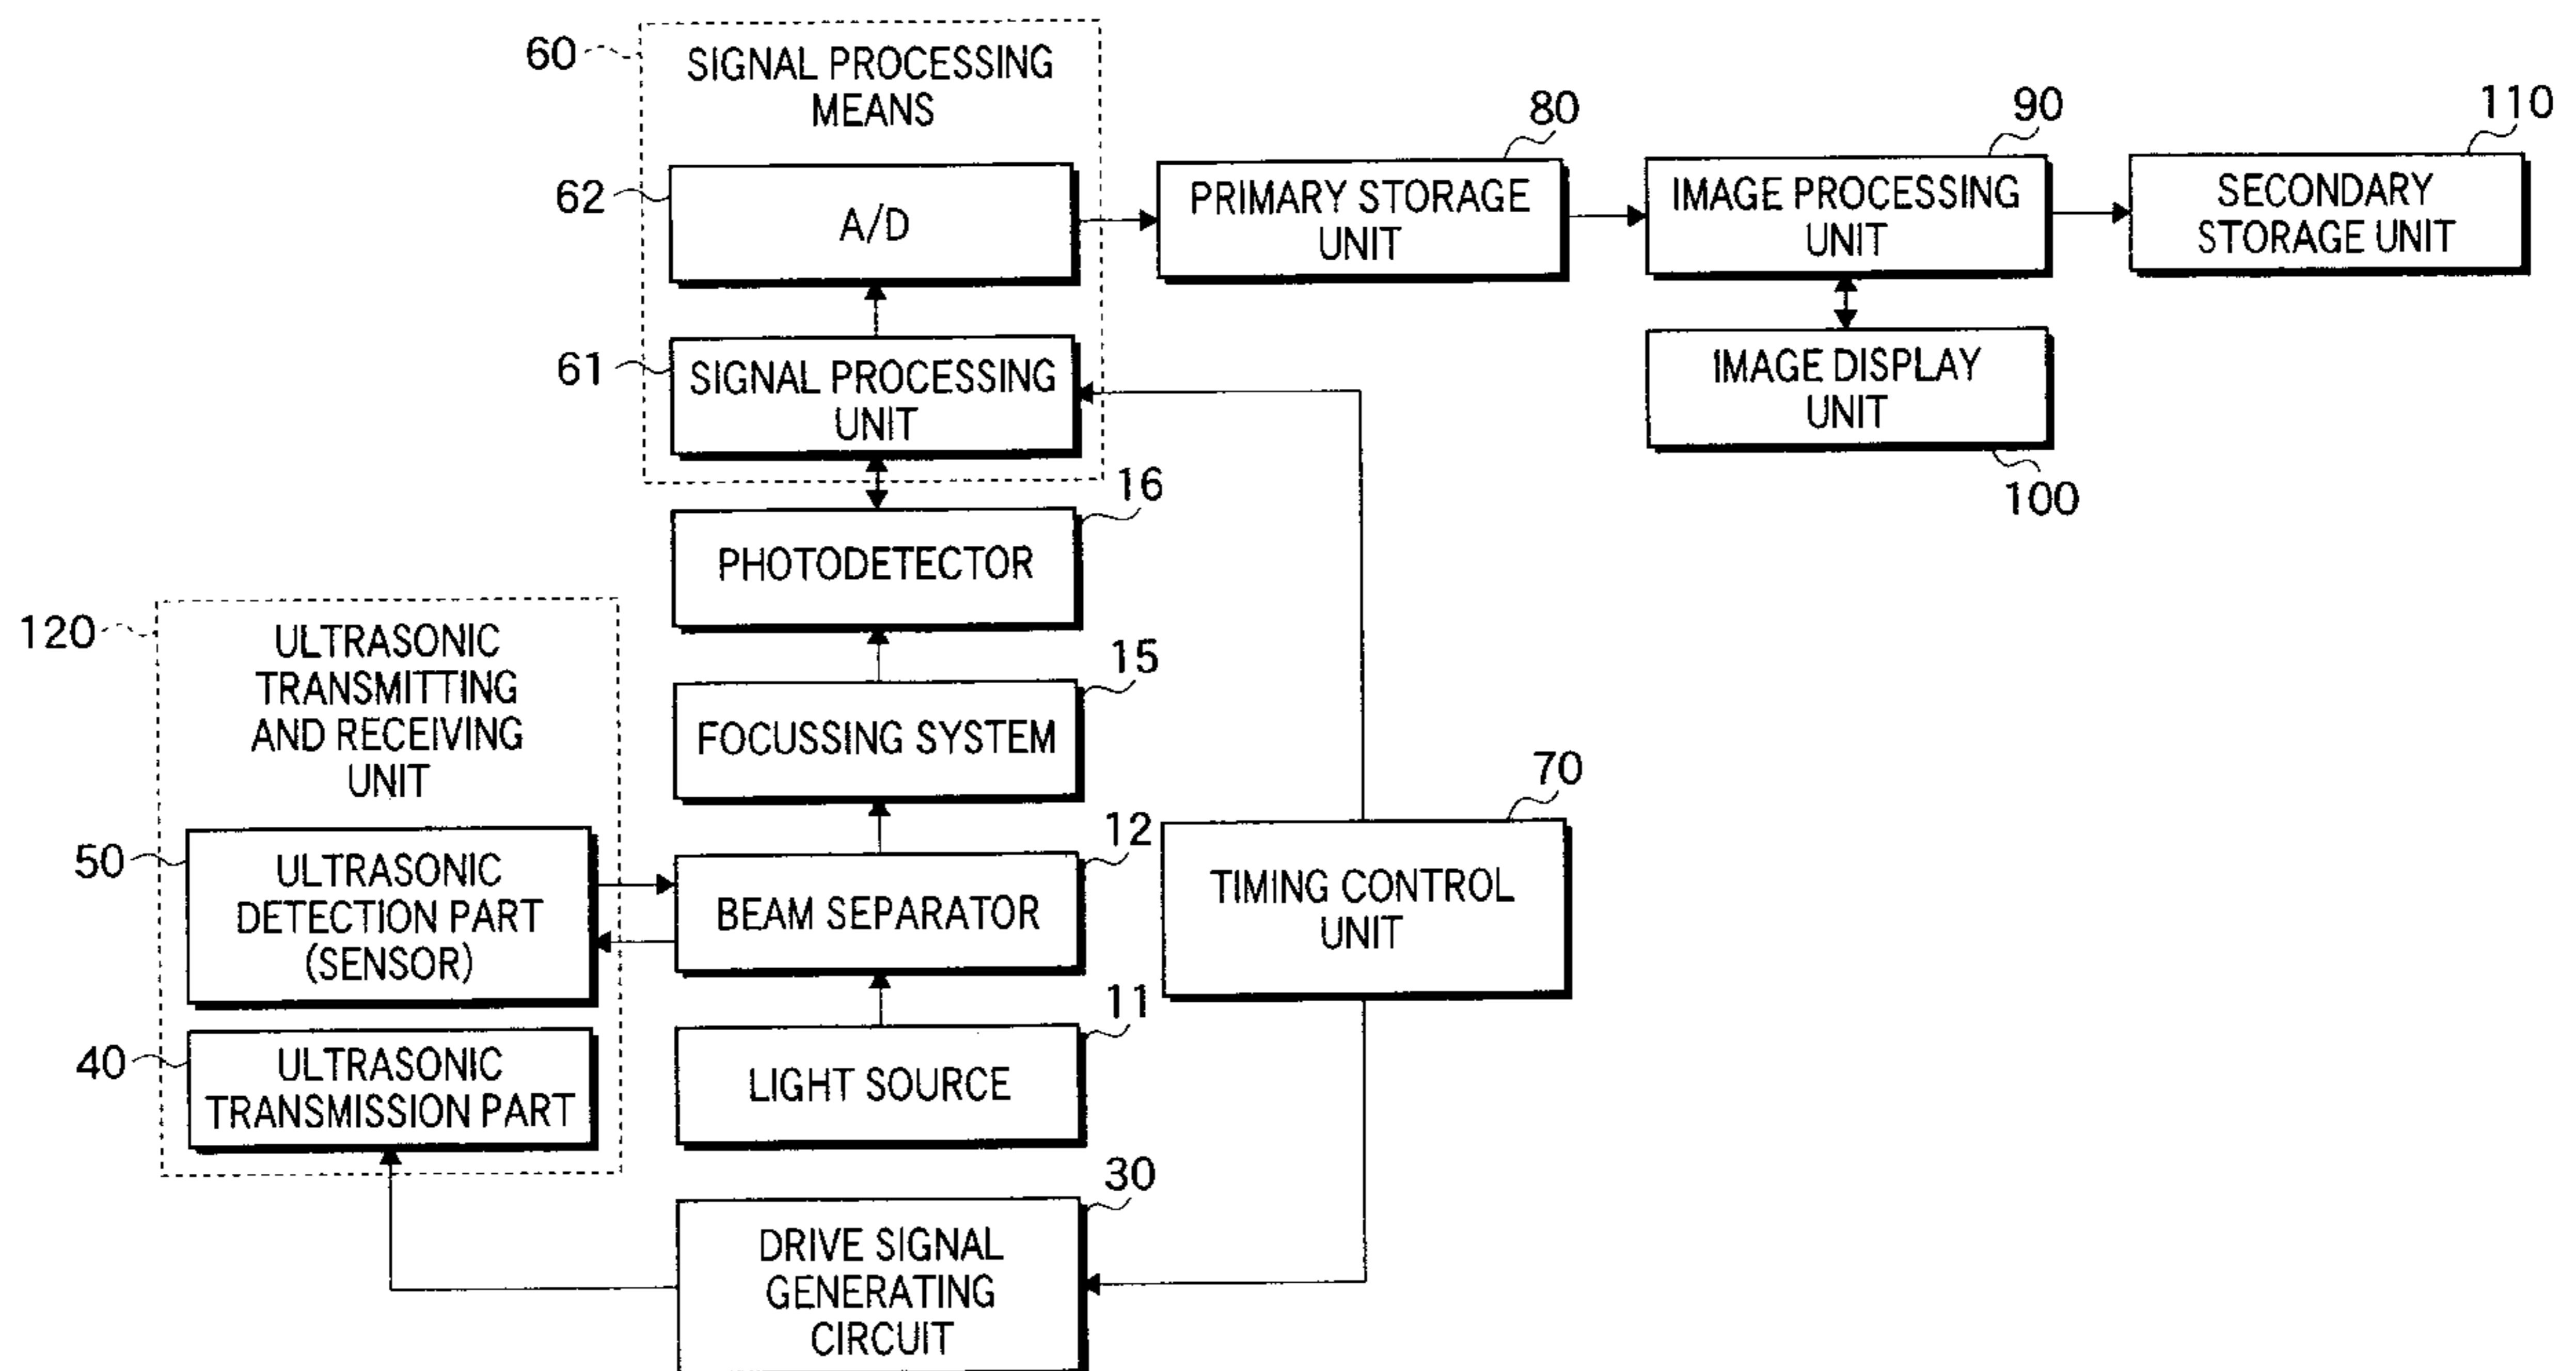 60
SIGNAL PROCESSING
MEANS
62
A/D
80
PRIMARY STORAGE
UNIT
90
IMAGE PROCESSING
UNIT
110
SECONDARY
STORAGE UNIT
61
SIGNAL PROCESSING
UNIT
IMAGE DISPLAY
UNIT
100
16
PHOTODETECTOR
120
ULTRASONIC
TRANSMITTING
AND RECEIVING
UNIT
15
FOCUSSING SYSTEM
50
ULTRASONIC
DETECTION PART
(SENSOR)
12
BEAM SEPARATOR
70
TIMING CONTROL
UNIT
40
ULTRASONIC
TRANSMISSION PART
11
LIGHT SOURCE
30
DRIVE SIGNAL
GENERATING
CIRCUIT